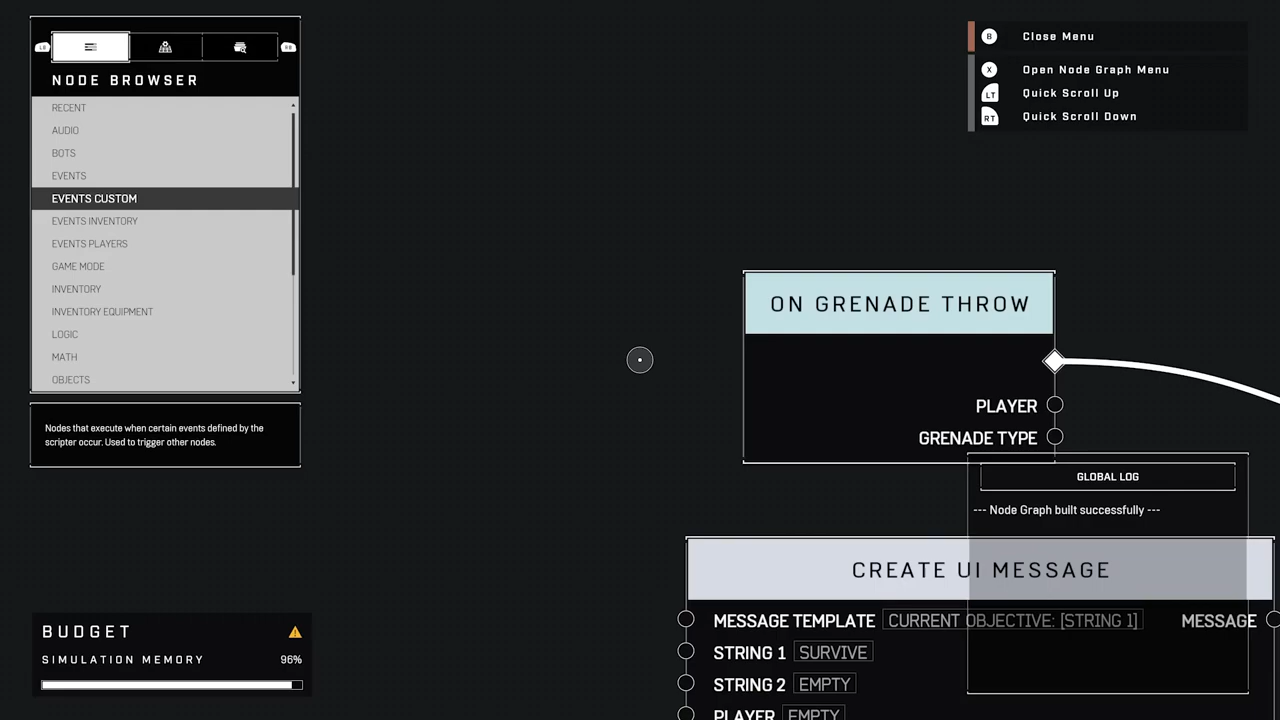 LB
RB
NODE BROWSER
RECENT
AUDIO
BOTS
EVENTS
EVENTS CUSTOM
EVENTS INVENTORY
EVENTS PLAYERS
GAME MODE
INVENTORY
INVENTORY EQUIPMENT
LOGIC
MATH
OBJECTS
Nodes that execute when certain events defined by the
scripter occur. Used to trigger other nodes.
BUDGET
SIMULATION MEMORY 96%
B Close Menu
X Open Node Graph Menu
LT Quick Scroll Up
RT Quick Scroll Down
ON GRENADE THROW
PLAYER
GRENADE TYPE
GLOBAL LOG
--- Node Graph built successfully ---
CREATE UI MESSAGE
MESSAGE TEMPLATE CURRENT OBJECTIVE: [STRING 1] MESSAGE
STRING 1 SURVIVE
STRING 2 EMPTY
PLAYER EMPTY